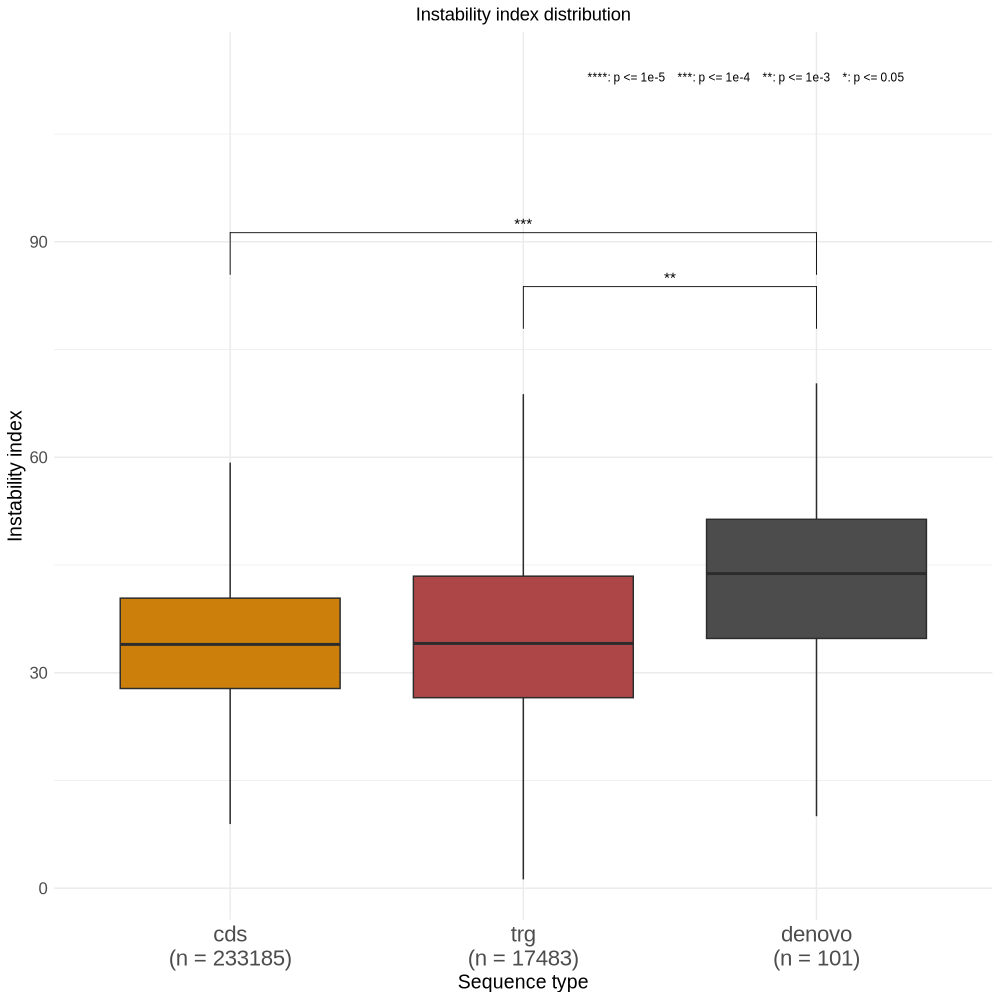 Instability index distribution
****: p <= 1e-5 ***: p <= 1e-4 **: p <= 1e-3 *: p <= 0.05
***
90
**
Instability index
60
30
0
cds
(n = 233185)
trg
(n = 17483)
denovo
(n = 101)
Sequence type